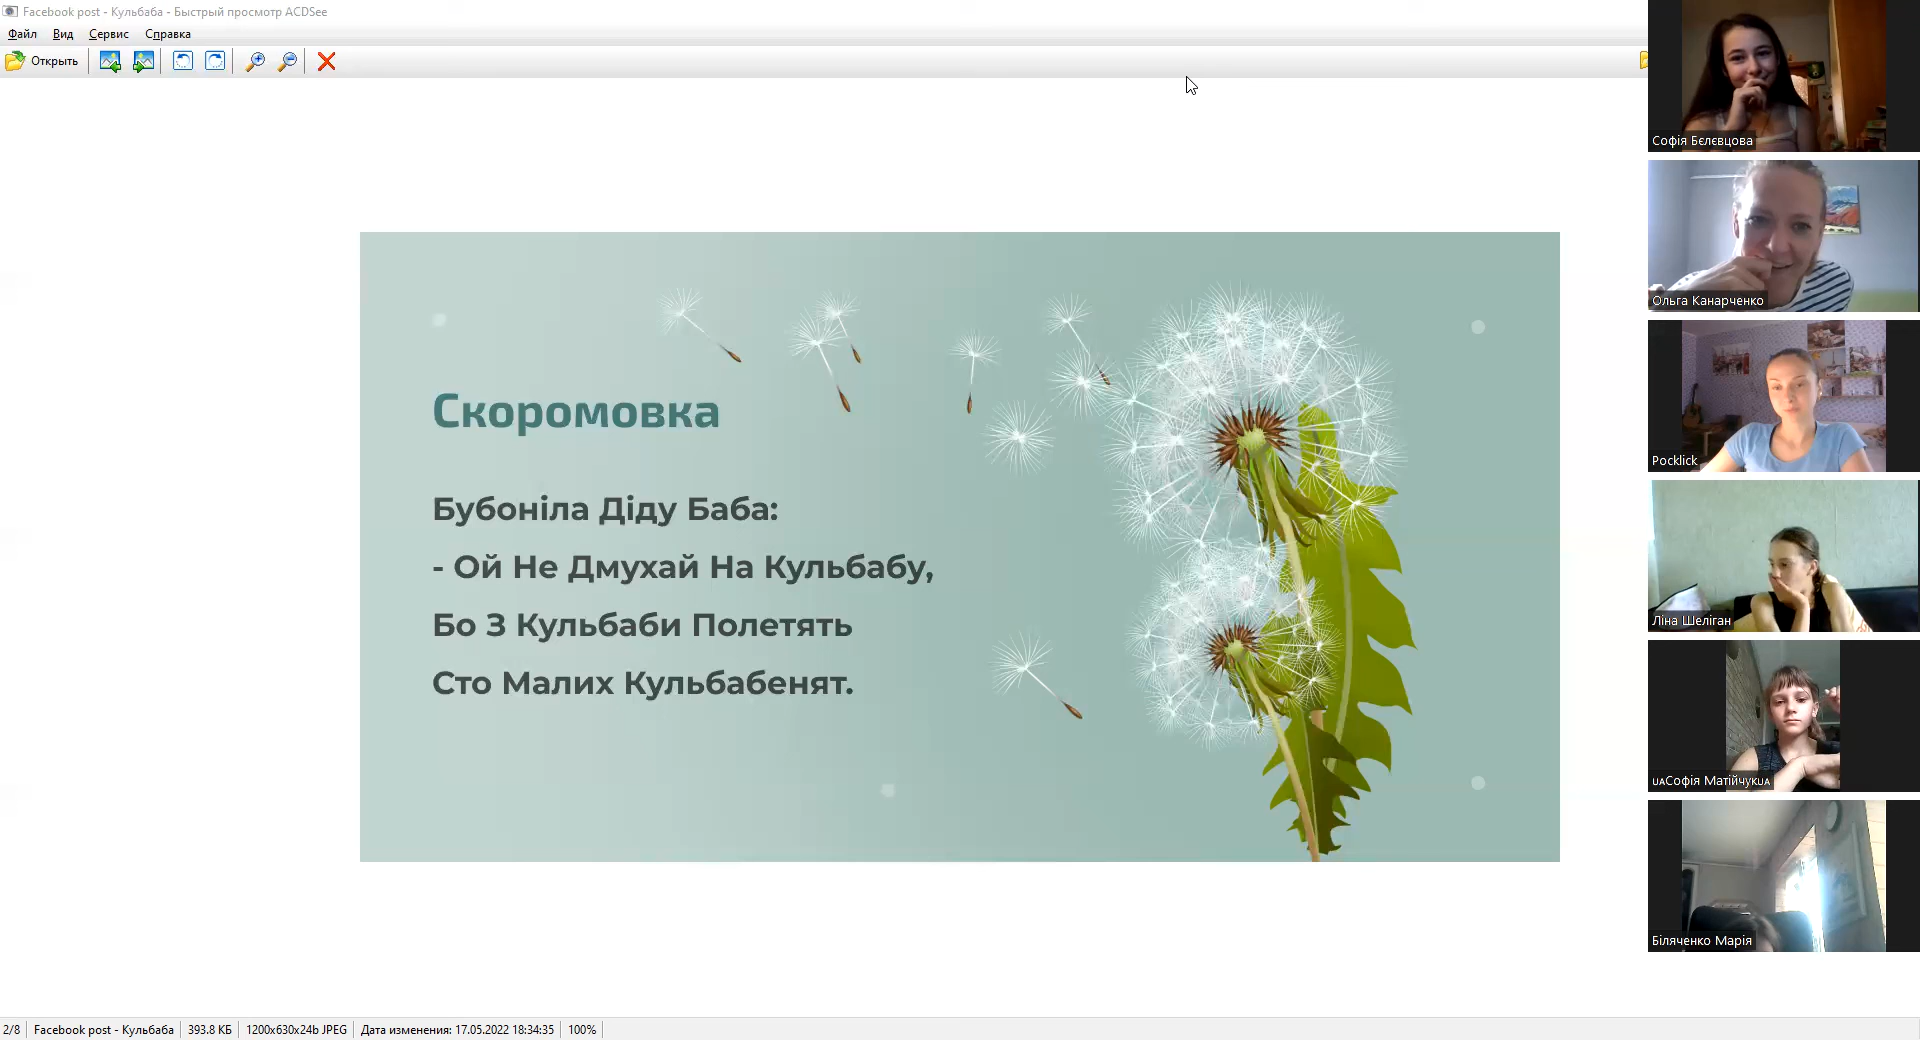 Facebook post - Кульбаба - Быстрый просмотр ACDSee
Файл Вид Сервис Справка
Открыть
Скоромовка
Бубоніла Діду Баба:
- Ой Не Дмухай На Кульбабу,
Бо З Кульбаби Полетять
Сто Малих Кульбабенят.
Софія Бєлєвцова
Ольга Канарченко
Pocklick
Ліна Шеліган
UAСофія МатійчукUA
Біляченко Марія
2/8 Facebook post - Кульбаба 393.8 КБ 1200x630x24b JPEG Дата изменения: 17.05.2022 18:34:35 100%